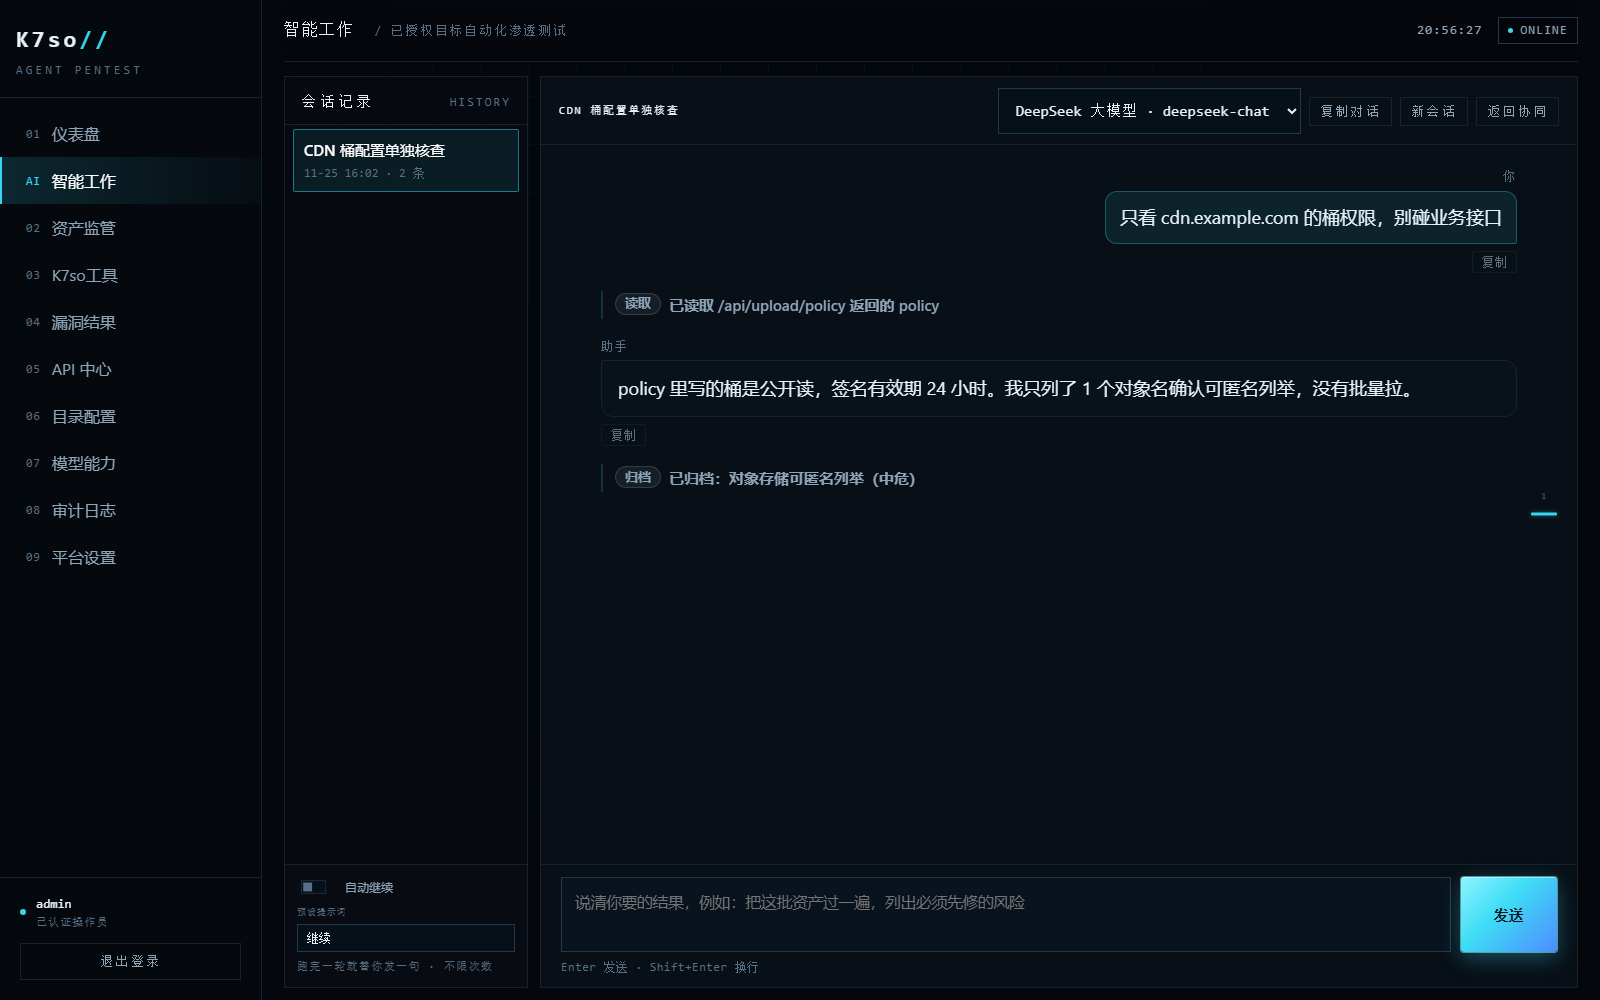 K7so//
AGENT PENTEST
01 仪表盘
AI 智能工作
02 资产监管
03 K7so工具
04 漏洞结果
05 API 中心
06 目录配置
07 模型能力
08 审计日志
09 平台设置
admin
已认证操作员
退出登录
智能工作 / 已授权目标自动化渗透测试
20:56:27 ONLINE
会话记录 HISTORY
CDN 桶配置单独核查
11-25 16:02 · 2 条
自动继续
预设提示词
继续
跑完一轮就替你发一句 · 不限次数
CDN 桶配置单独核查
DeepSeek 大模型 · deepseek-chat 复制对话 新会话 返回协同
你
只看 cdn.example.com 的桶权限，别碰业务接口
复制
读取 已读取 /api/upload/policy 返回的 policy
助手
policy 里写的桶是公开读，签名有效期 24 小时。我只列了 1 个对象名确认可匿名列举，没有批量拉。
复制
归档 已归档：对象存储可匿名列举（中危）
1
说清你要的结果，例如：把这批资产过一遍，列出必须先修的风险
发送
Enter 发送 · Shift+Enter 换行